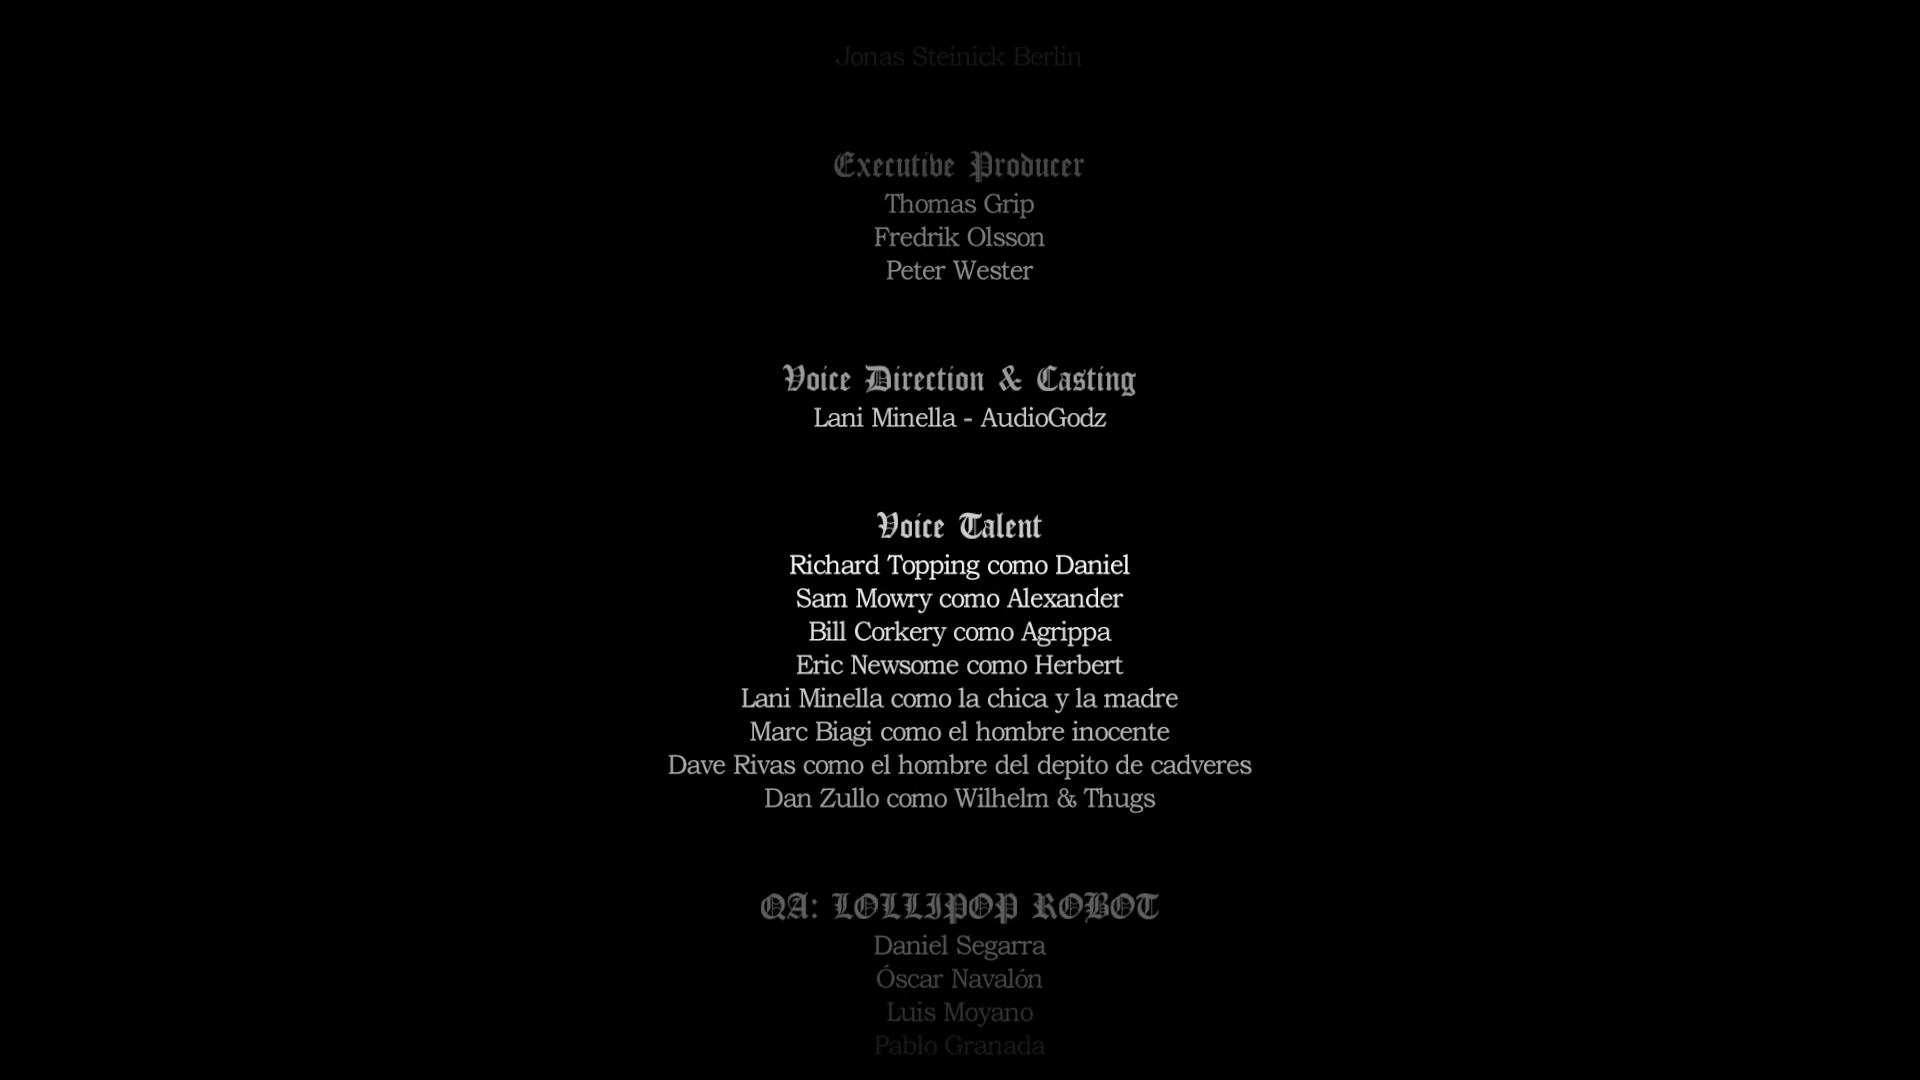 Jonas Steinick Berlin
Executive Producer
Thomas Grip
Fredrik Olsson
Peter Wester
Voice Direction & Casting
Lani Minella - AudioGodz
Voice Talent
Richard Topping como Daniel
Sam Mowry como Alexander
Bill Corkery como Agrippa
Eric Newsome como Herbert
Lani Minella como la chica y la madre
Marc Biagi como el hombre inocente
Dave Rivas como el hombre del depito de cadveres
Dan Zullo como Wilhelm & Thugs
QA: LOLLIPOP ROBOT
Daniel Segarra
Óscar Navalón
Luis Moyano
Pablo Granada